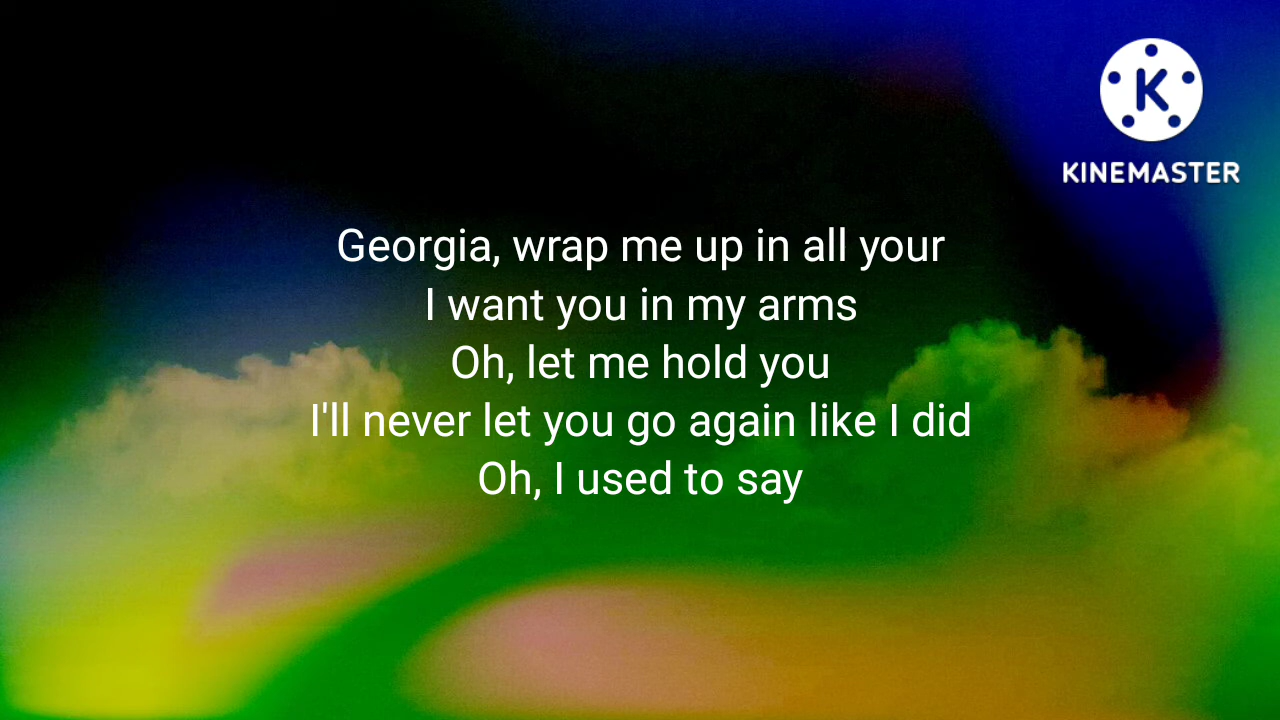 KINEMASTER
Georgia, wrap me up in all your
I want you in my arms
Oh, let me hold you
I'll never let you go again like I did
Oh, I used to say